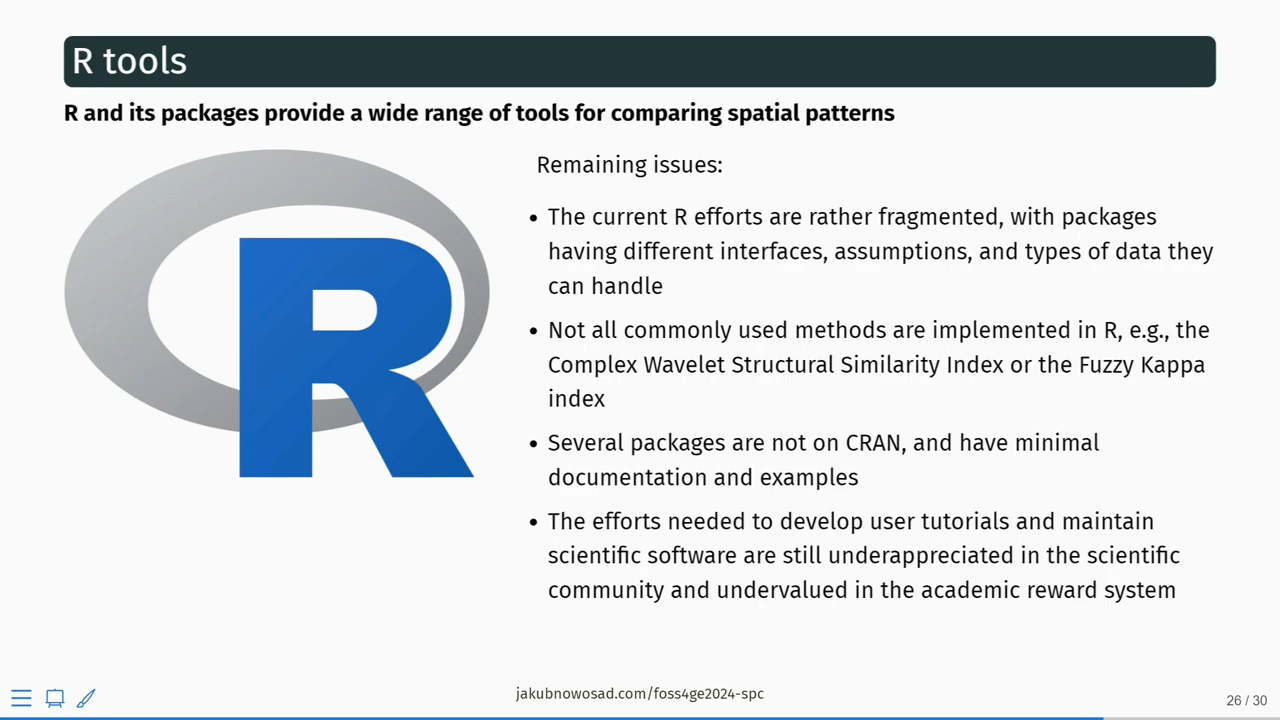 R tools
R and its packages provide a wide range of tools for comparing spatial patterns
R
Remaining issues:
• The current R efforts are rather fragmented, with packages
having different interfaces, assumptions, and types of data they
can handle
• Not all commonly used methods are implemented in R, e.g., the
Complex Wavelet Structural Similarity Index or the Fuzzy Kappa
index
• Several packages are not on CRAN, and have minimal
documentation and examples
• The efforts needed to develop user tutorials and maintain
scientific software are still underappreciated in the scientific
community and undervalued in the academic reward system
jakubnowosad.com/foss4ge2024-spc
26 / 30